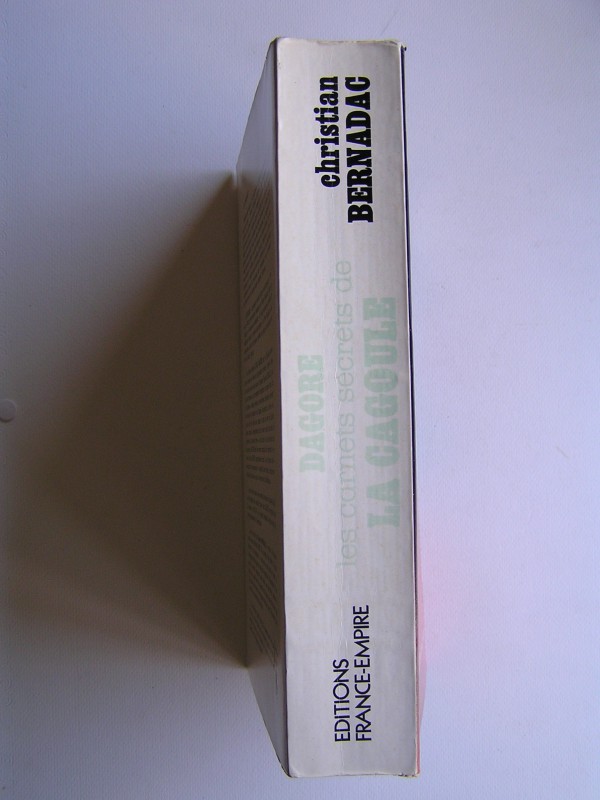 christian
BERNADAC
DAGORE
les carnets secrets de
LA CAGOULE
EDITIONS
FRANCE-EMPIRE